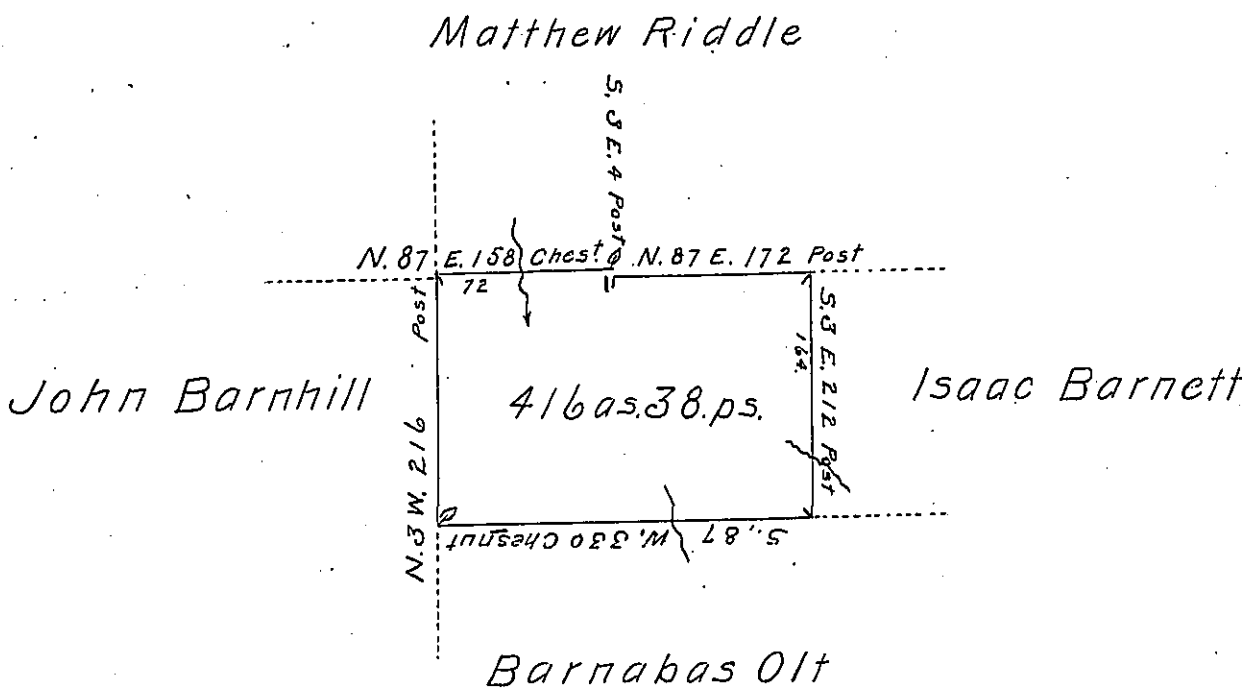 Matthew Riddle
S. 3 E. 4 Post
N. 87 E. 158 Chest. N. 87 E. 172 Post
72
Post
N. 3 W. 216
John Barnhill
416 as. 38. ps.
164.
S. 3 E. 212 Post
Isaac Barnett
S. 87 W. 330 Chesnut
Barnabas Olt